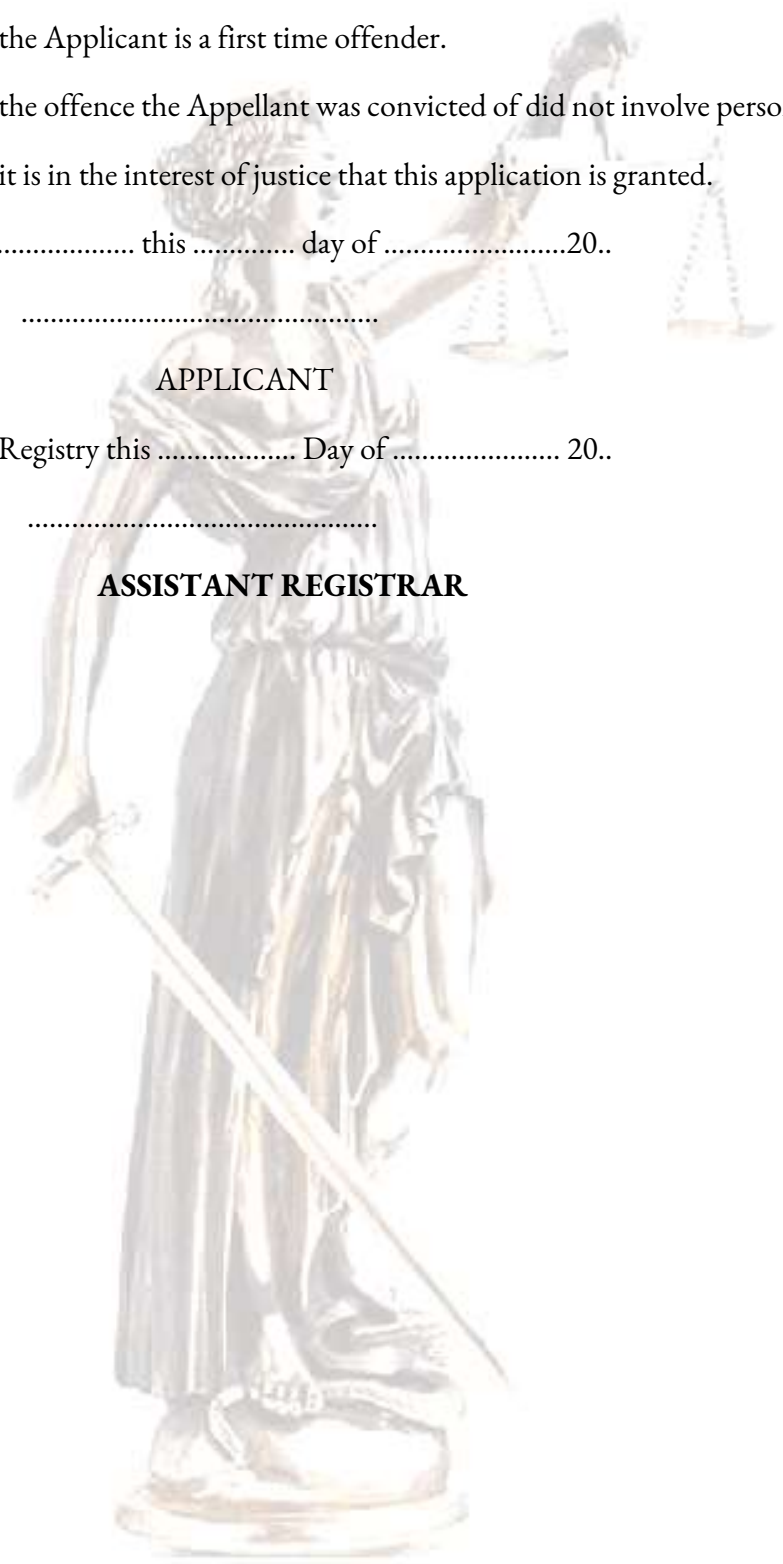 the Applicant is a first time offender.
the offence the Appellant was convicted of did not involve perso
it is in the interest of justice that this application is granted.
.................. this .............. day of .........................20..
.................................................
APPLICANT
Registry this ................... Day of ....................... 20..
................................................
ASSISTANT REGISTRAR